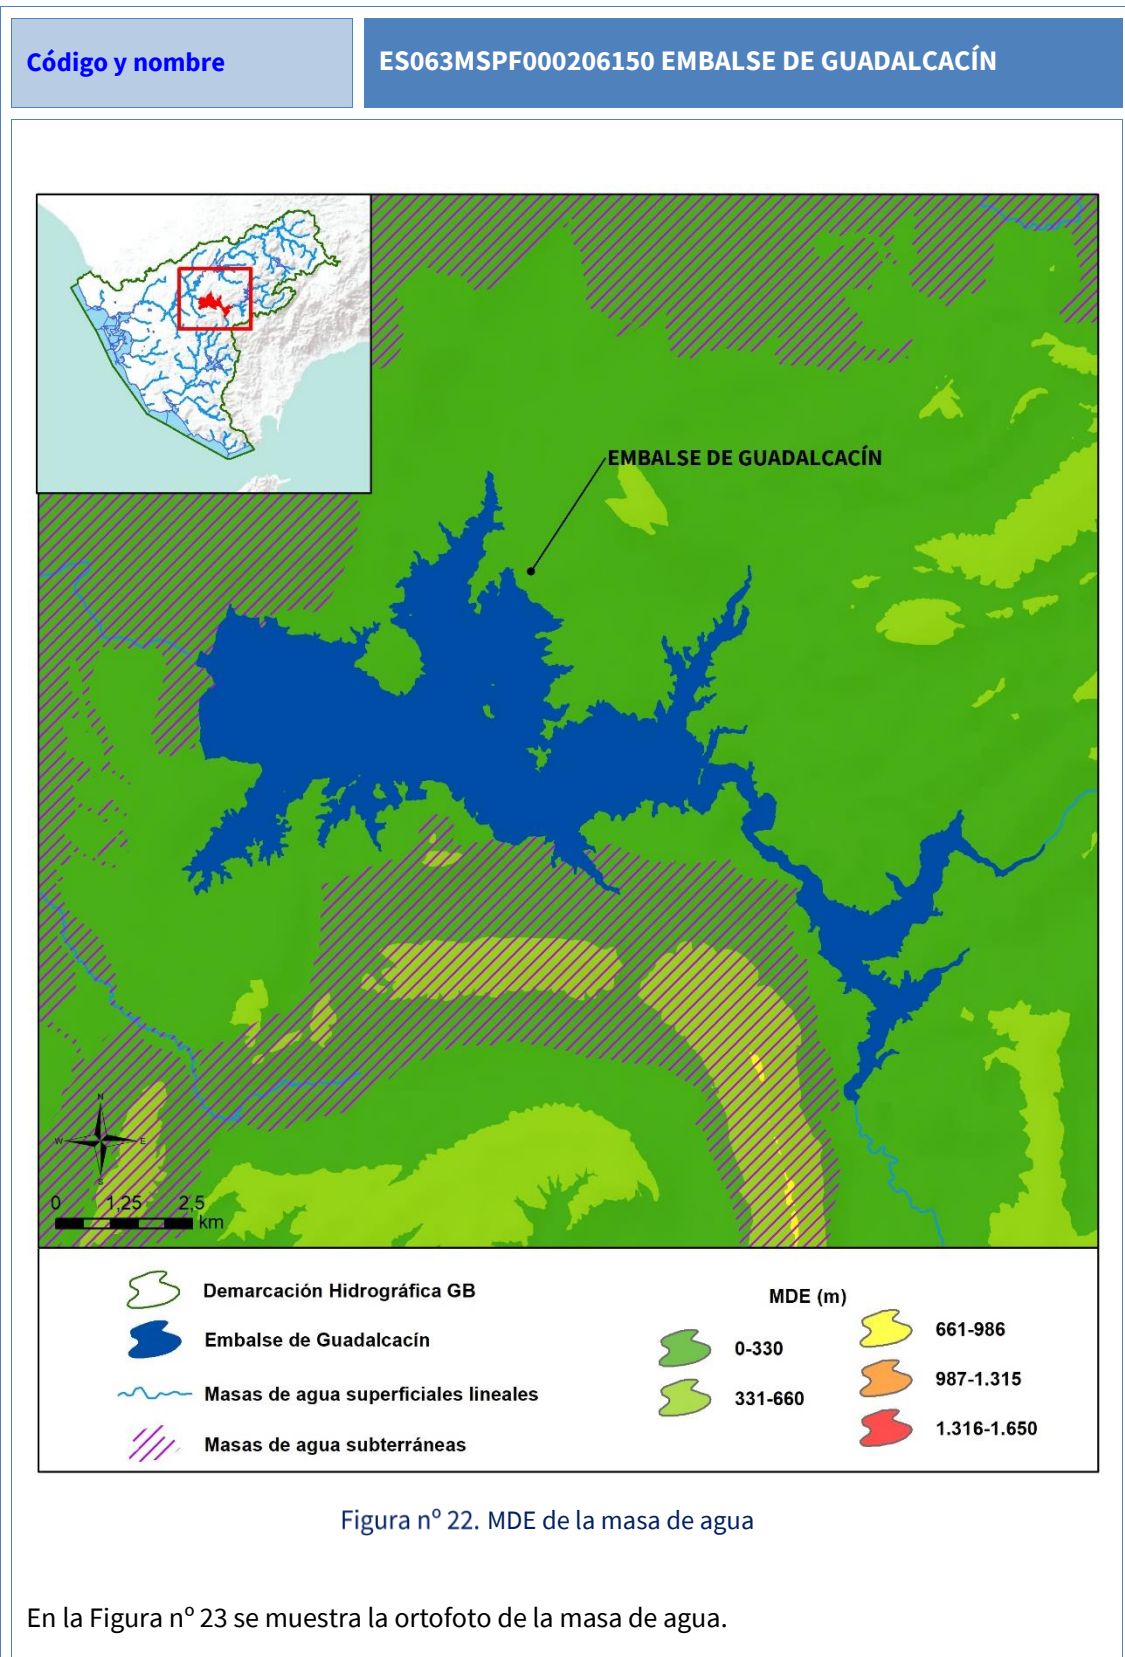 Código y nombre
ES063MSPF000206150 EMBALSE DE GUADALCACÍN
EMBALSE DE GUADALCACÍN
N
W
E
S
0
1,25
2,5
km
Demarcación Hidrográfica GB
Embalse de Guadalcacín
Masas de agua superficiales lineales
Masas de agua subterráneas
MDE (m)
0-330
331-660
661-986
987-1.315
1.316-1.650
Figura nº 22. MDE de la masa de agua
En la Figura nº 23 se muestra la ortofoto de la masa de agua.